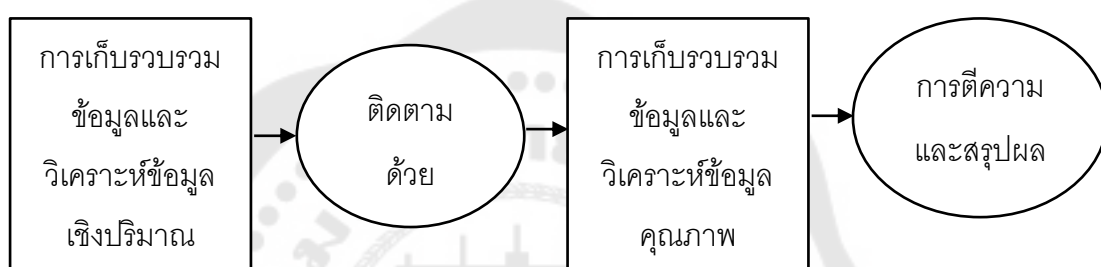 การเก็บรวบรวม
ข้อมูลและ
วิเคราะห์ข้อมูล
เชิงปริมาณ
ติดตาม
ด้วย
การเก็บรวบรวม
ข้อมูลและ
วิเคราะห์ข้อมูล
คุณภาพ
การตีความ
และสรุปผล